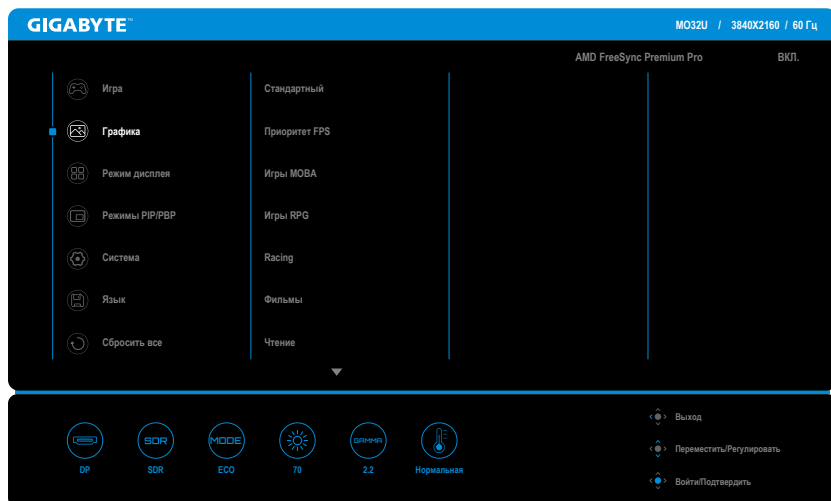 GIGABYTE™
MO32U / 3840X2160 / 60 Гц
AMD FreeSync Premium Pro ВКЛ.
Игра
Графика
Режим дисплея
Режимы PIP/PBP
Система
Язык
Сбросить все
Стандартный
Приоритет FPS
Игры MOBA
Игры RPG
Racing
Фильмы
Чтение
DP
SDR
SDR
MODE
ECO
70
GAMMA
2.2
Нормальная
Выход
Переместить/Регулировать
Войти/Подтвердить